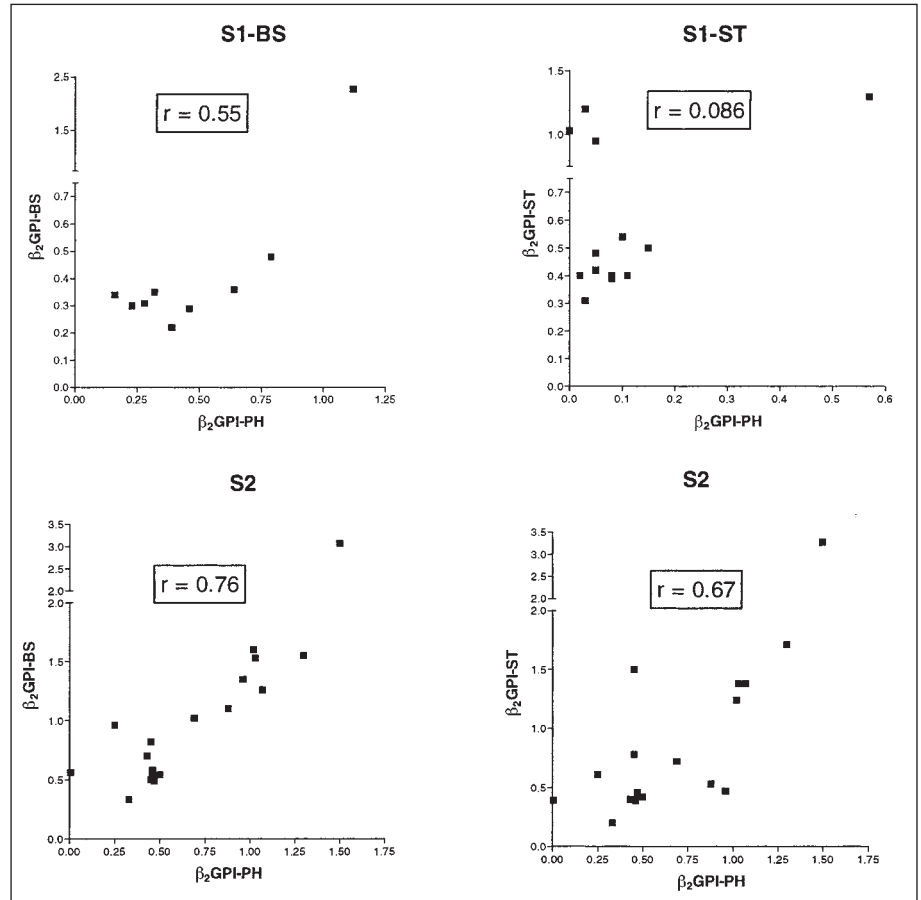 S1-BS
r = 0.55
2.5
1.5
0.7
0.6
0.5
0.4
0.3
0.2
0.1
0.0
β₂GPI-BS
0.00 0.25 0.50 0.75 1.00 1.25
β₂GPI-PH
S1-ST
r = 0.086
1.5
1.0
0.7
0.6
0.5
0.4
0.3
0.2
0.1
0.0
β₂GPI-ST
0.0 0.1 0.2 0.3 0.4 0.5 0.6
β₂GPI-PH
S2
r = 0.76
3.5
3.0
2.5
2.0
2.0
1.5
1.0
0.5
0.0
β₂GPI-BS
0.00 0.25 0.50 0.75 1.00 1.25 1.50 1.75
β₂GPI-PH
S2
r = 0.67
3.5
3.0
2.5
2.0
2.0
1.5
1.0
0.5
0.0
β₂GPI-ST
0.00 0.25 0.50 0.75 1.00 1.25 1.50 1.75
β₂GPI-PH